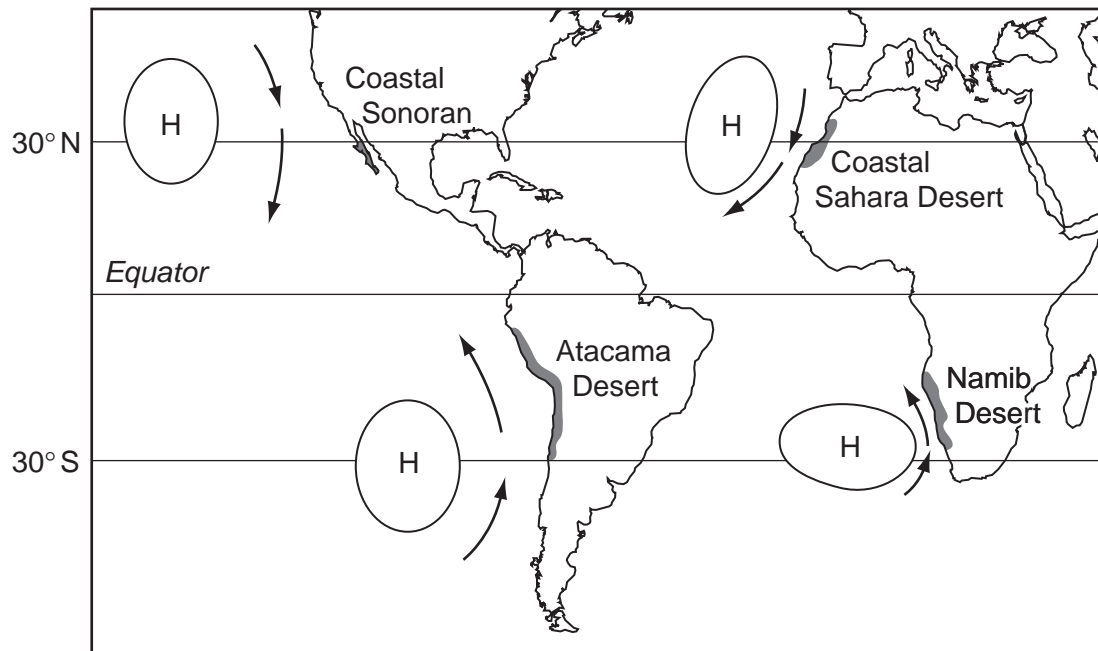 Coastal
Sonoran
H
H
30° N
Coastal
Sahara Desert
Equator
Atacama
Desert
Namib
Desert
H
H
30° S